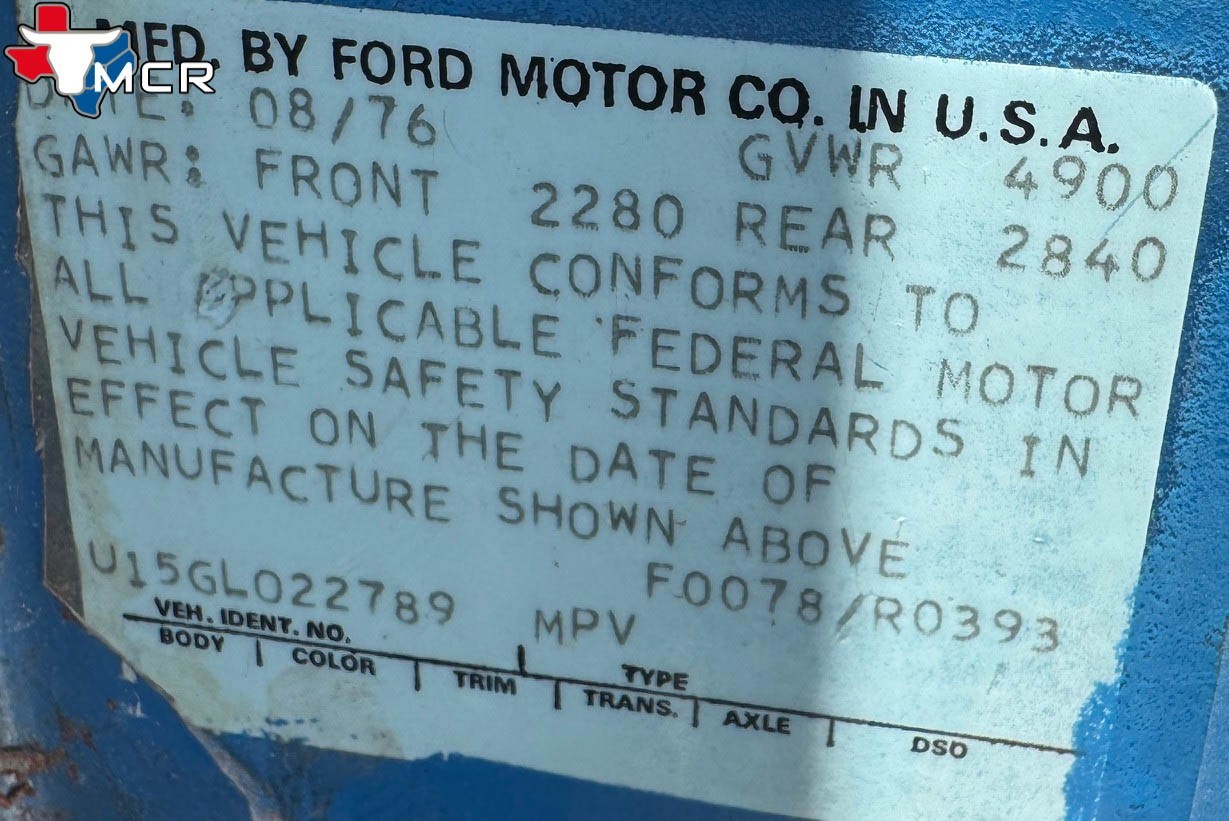 MCR
MFD. BY FORD MOTOR CO. IN U.S.A.
DATE: 08/76 GVWR 4900
GAWR: FRONT 2280 REAR 2840
THIS VEHICLE CONFORMS TO
ALL APPLICABLE FEDERAL MOTOR
VEHICLE SAFETY STANDARDS IN
EFFECT ON THE DATE OF
MANUFACTURE SHOWN ABOVE
F0078/R0393
U15GL022789 MPV
VEH. IDENT. NO. TYPE
BODY COLOR TRIM TRANS. AXLE DSO